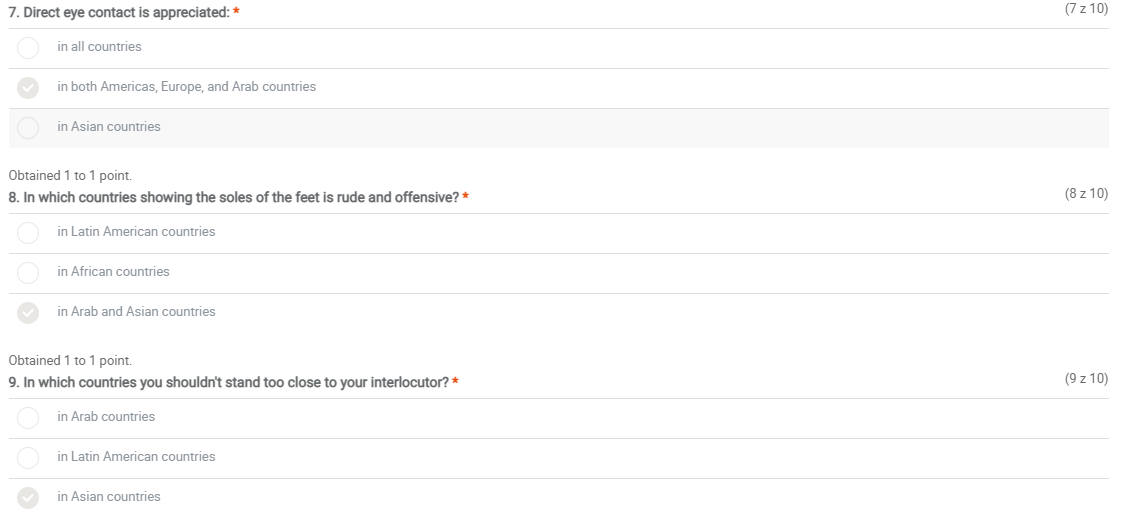 7. Direct eye contact is appreciated: *
(7 z 10)
in all countries
in both Americas, Europe, and Arab countries
in Asian countries
Obtained 1 to 1 point.
8. In which countries showing the soles of the feet is rude and offensive? *
(8 z 10)
in Latin American countries
in African countries
in Arab and Asian countries
Obtained 1 to 1 point.
9. In which countries you shouldn't stand too close to your interlocutor? *
(9 z 10)
in Arab countries
in Latin American countries
in Asian countries